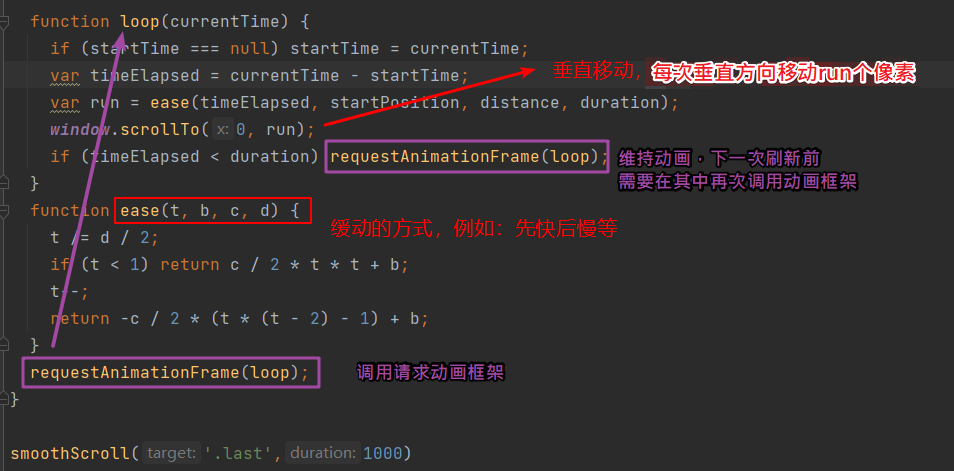 function loop(currentTime) {
if (startTime === null) startTime = currentTime;
var timeElapsed = currentTime - startTime;
垂直移动，每次垂直方向移动run个像素
var run = ease(timeElapsed, startPosition, distance, duration);
window.scrollTo( x: 0, run);
if (timeElapsed < duration) requestAnimationFrame(loop);
维持动画，下一次刷新前
需要在其中再次调用动画框架
}
function ease(t, b, c, d) {
缓动的方式，例如：先快后慢等
t /= d / 2;
if (t < 1) return c / 2 * t * t + b;
t--;
return -c / 2 * (t * (t - 2) - 1) + b;
}
requestAnimationFrame(loop);
调用请求动画框架
}
smoothScroll( target: '.last', duration: 1000)